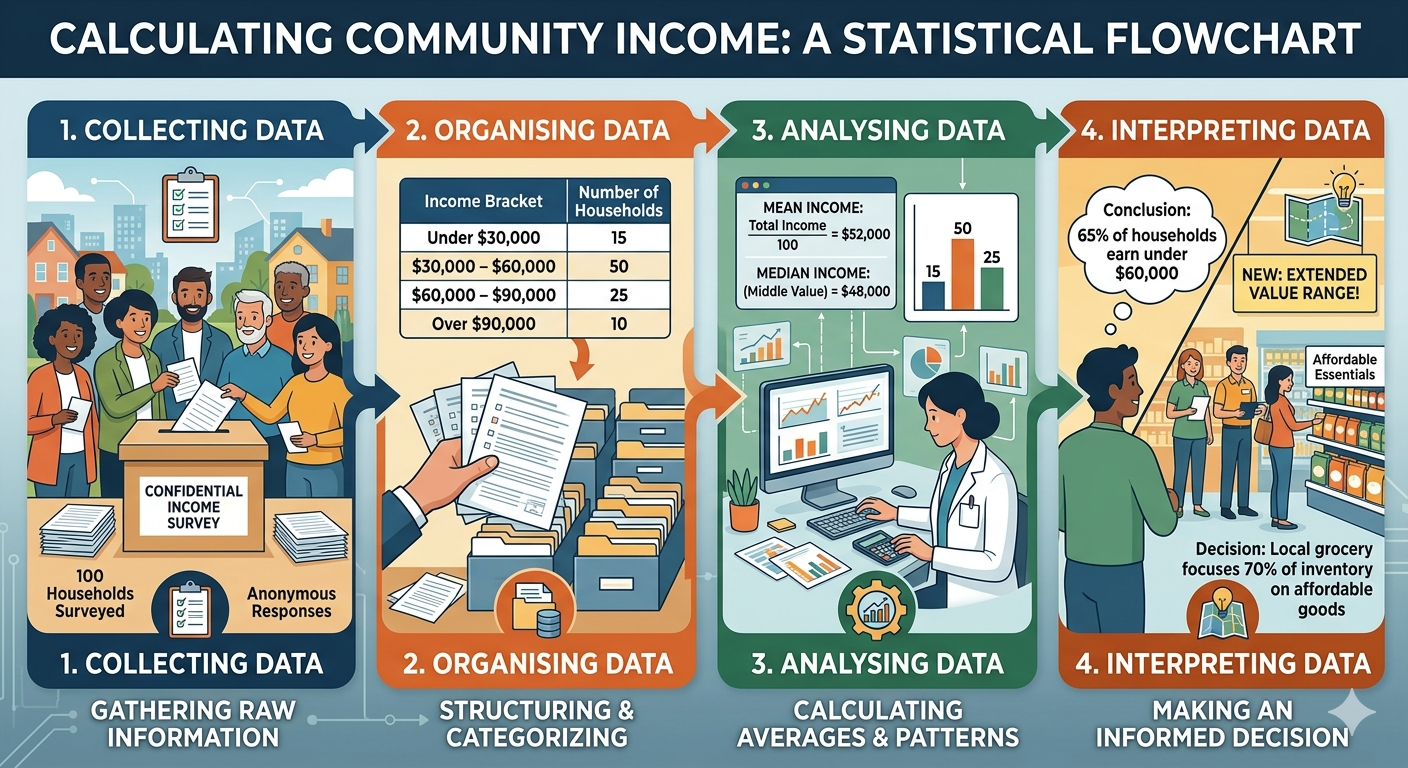 CALCULATING COMMUNITY INCOME: A STATISTICAL FLOWCHART
1. COLLECTING DATA
CONFIDENTIAL
INCOME
SURVEY
100
Households
Surveyed
Anonymous
Responses
1. COLLECTING DATA
GATHERING RAW
INFORMATION
2. ORGANISING DATA
Income Bracket
Number of
Households
Under $30,000 15
$30,000 – $60,000 50
$60,000 – $90,000 25
Over $90,000 10
2. ORGANISING DATA
STRUCTURING &
CATEGORIZING
3. ANALYSING DATA
MEAN INCOME:
Total Income
100
= $52,000
MEDIAN INCOME:
(Middle Value) = $48,000
15
50
25
3. ANALYSING DATA
CALCULATING
AVERAGES & PATTERNS
4. INTERPRETING DATA
Conclusion:
65% of households
earn under
$60,000
NEW: EXTENDED
VALUE RANGE!
Affordable
Essentials
Decision: Local grocery
focuses 70% of inventory
on affordable
goods
4. INTERPRETING DATA
MAKING AN
INFORMED DECISION